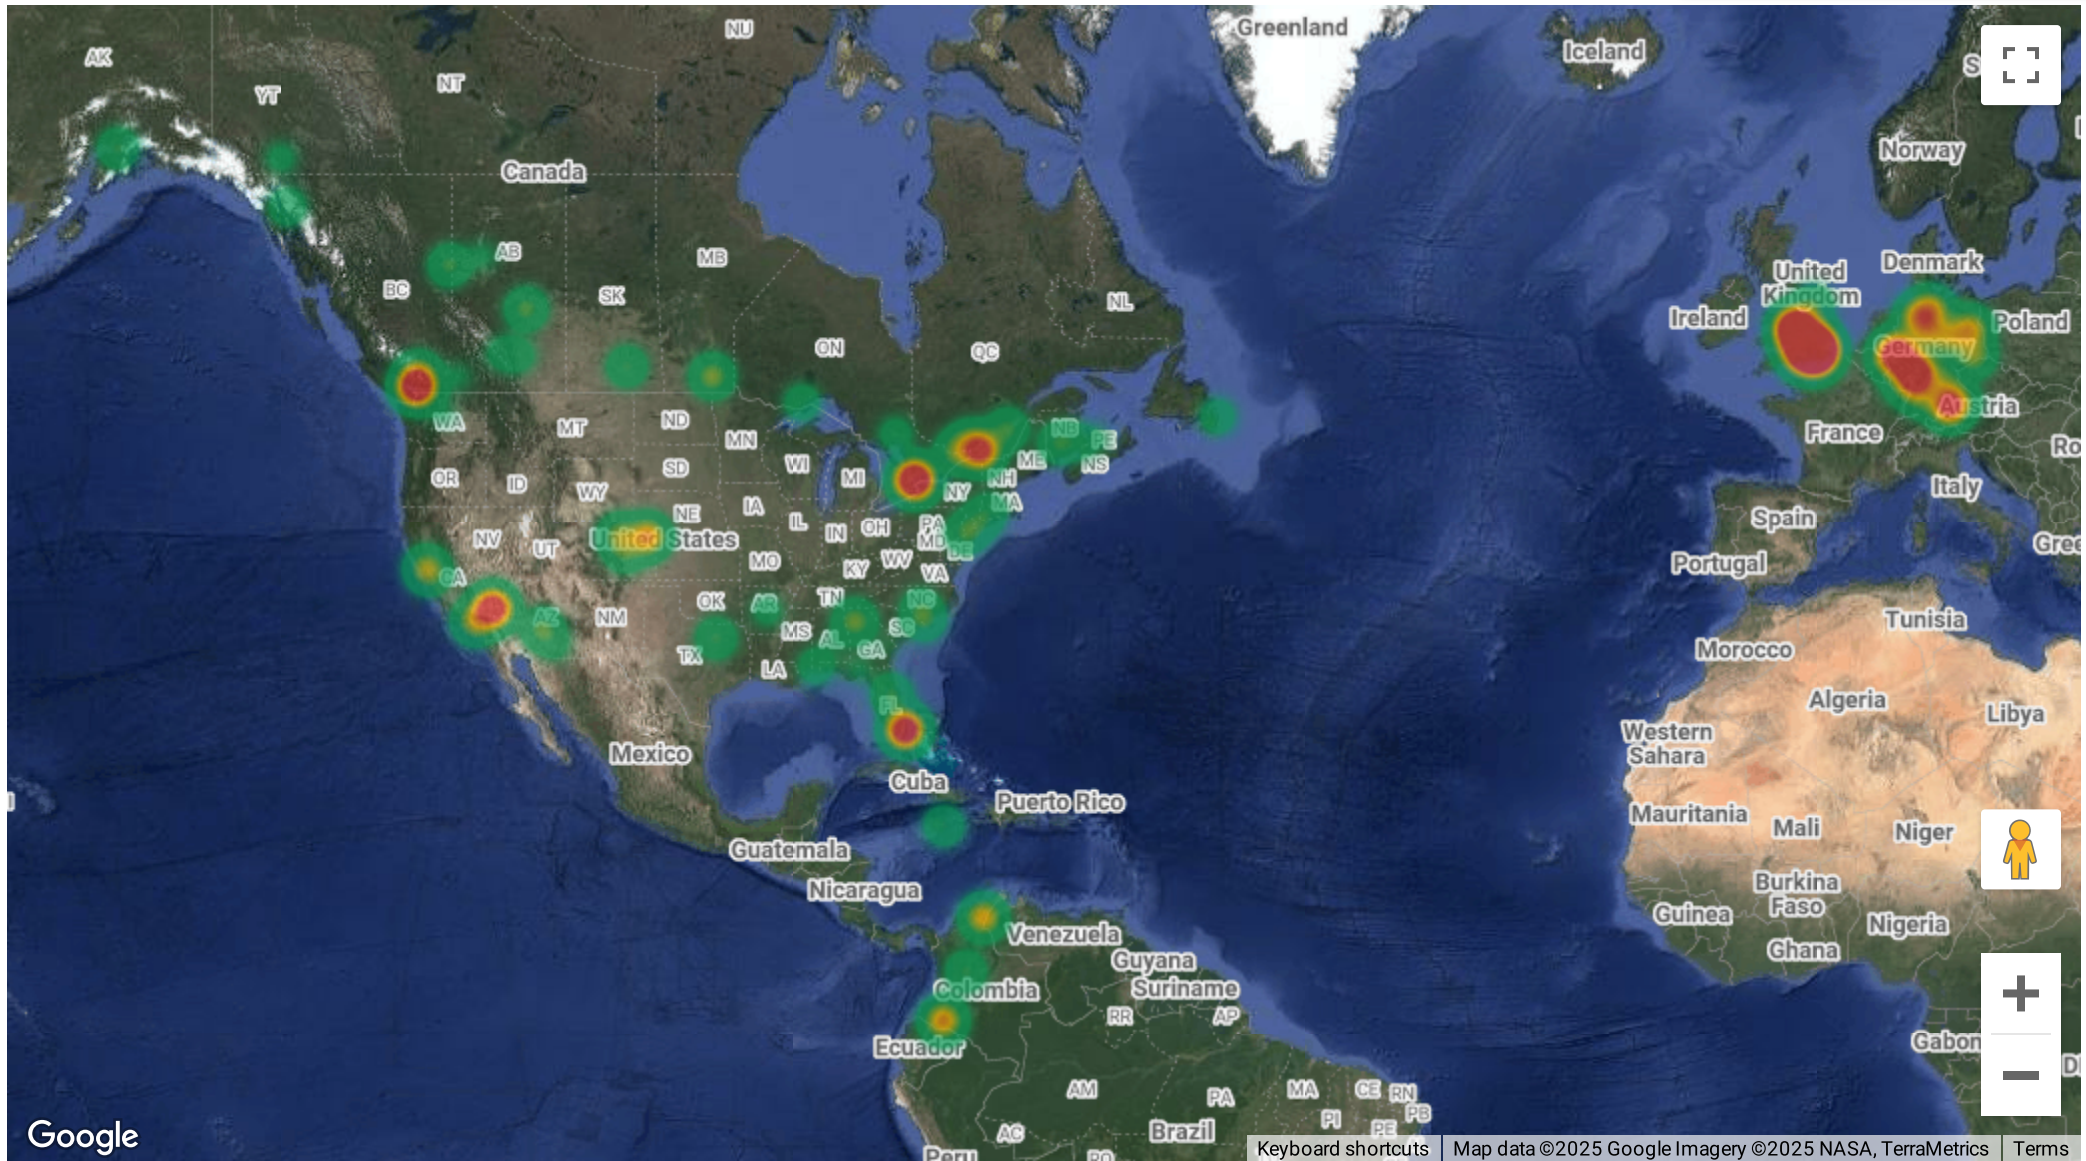 Greenland
Iceland
NU
AK
NT
YT
S
Norway
Canada
AB
MB
BC
SK
NL
United
Kingdom
Denmark
Ireland
Poland
ON
QC
Germany
WA
MT
ND
MN
NB
PE
Austria
France
OR
ID
WY
SD
WI
MI
ME
NS
NH
NY
MA
Ro
Italy
Spain
NE
IA
IL
IN
OH
PA
MD
DE
United States
NV
UT
Gree
Portugal
MO
KY
WV
VA
CA
OK
AR
TN
NC
AZ
NM
MS
AL
SC
GA
Tunisia
Morocco
TX
LA
FL
Algeria
Libya
Western
Sahara
Mexico
Cuba
Puerto Rico
Mauritania
Mali
Niger
Guatemala
Nicaragua
Burkina
Faso
Guinea
Nigeria
Venezuela
Ghana
Guyana
Suriname
Colombia
RR
AP
Ecuador
Gabon
AM
PA
MA
CE
RN
PB
PI
PE
AC
Brazil
Peru
RO
Google
Keyboard shortcuts
Map data ©2025 Google Imagery ©2025 NASA, TerraMetrics
Terms